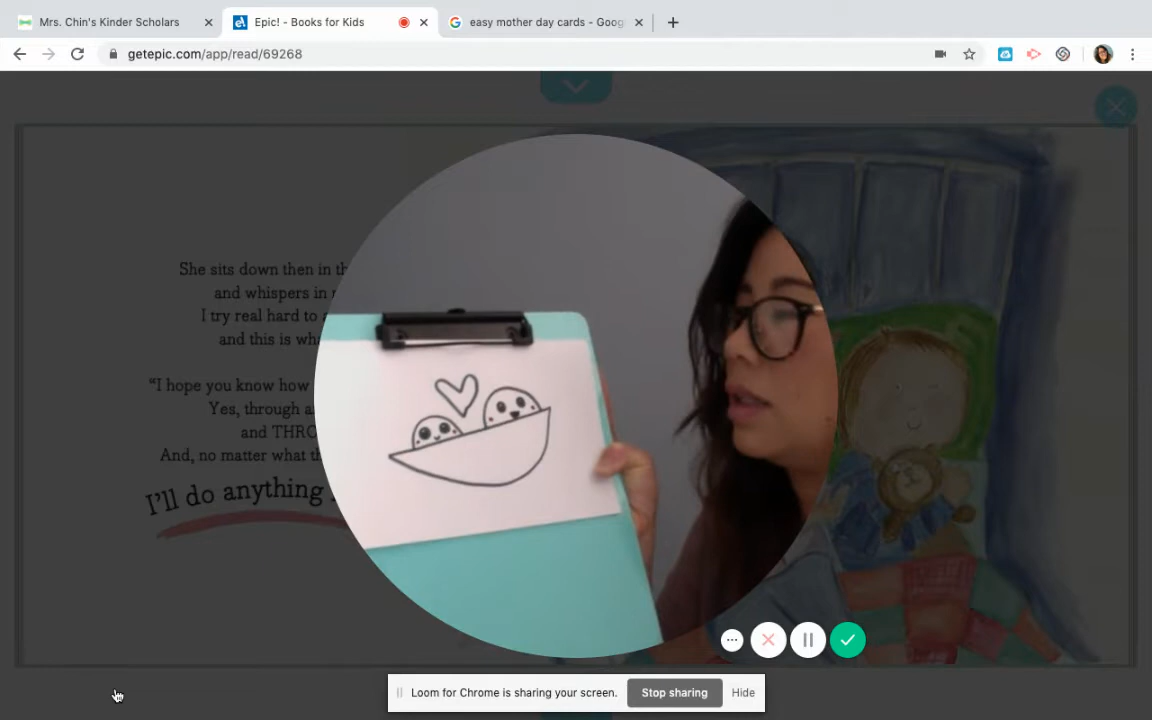 Mrs. Chin's Kinder Scholars
Epic! - Books for Kids
easy mother day cards - Goog
getepic.com/app/read/69268
She sits down then in th
and whispers in
I try real hard to
and this is wha
"I hope you know how
Yes, through a
and THRO
And, no matter what th
I'll do anything
Loom for Chrome is sharing your screen.
Stop sharing
Hide